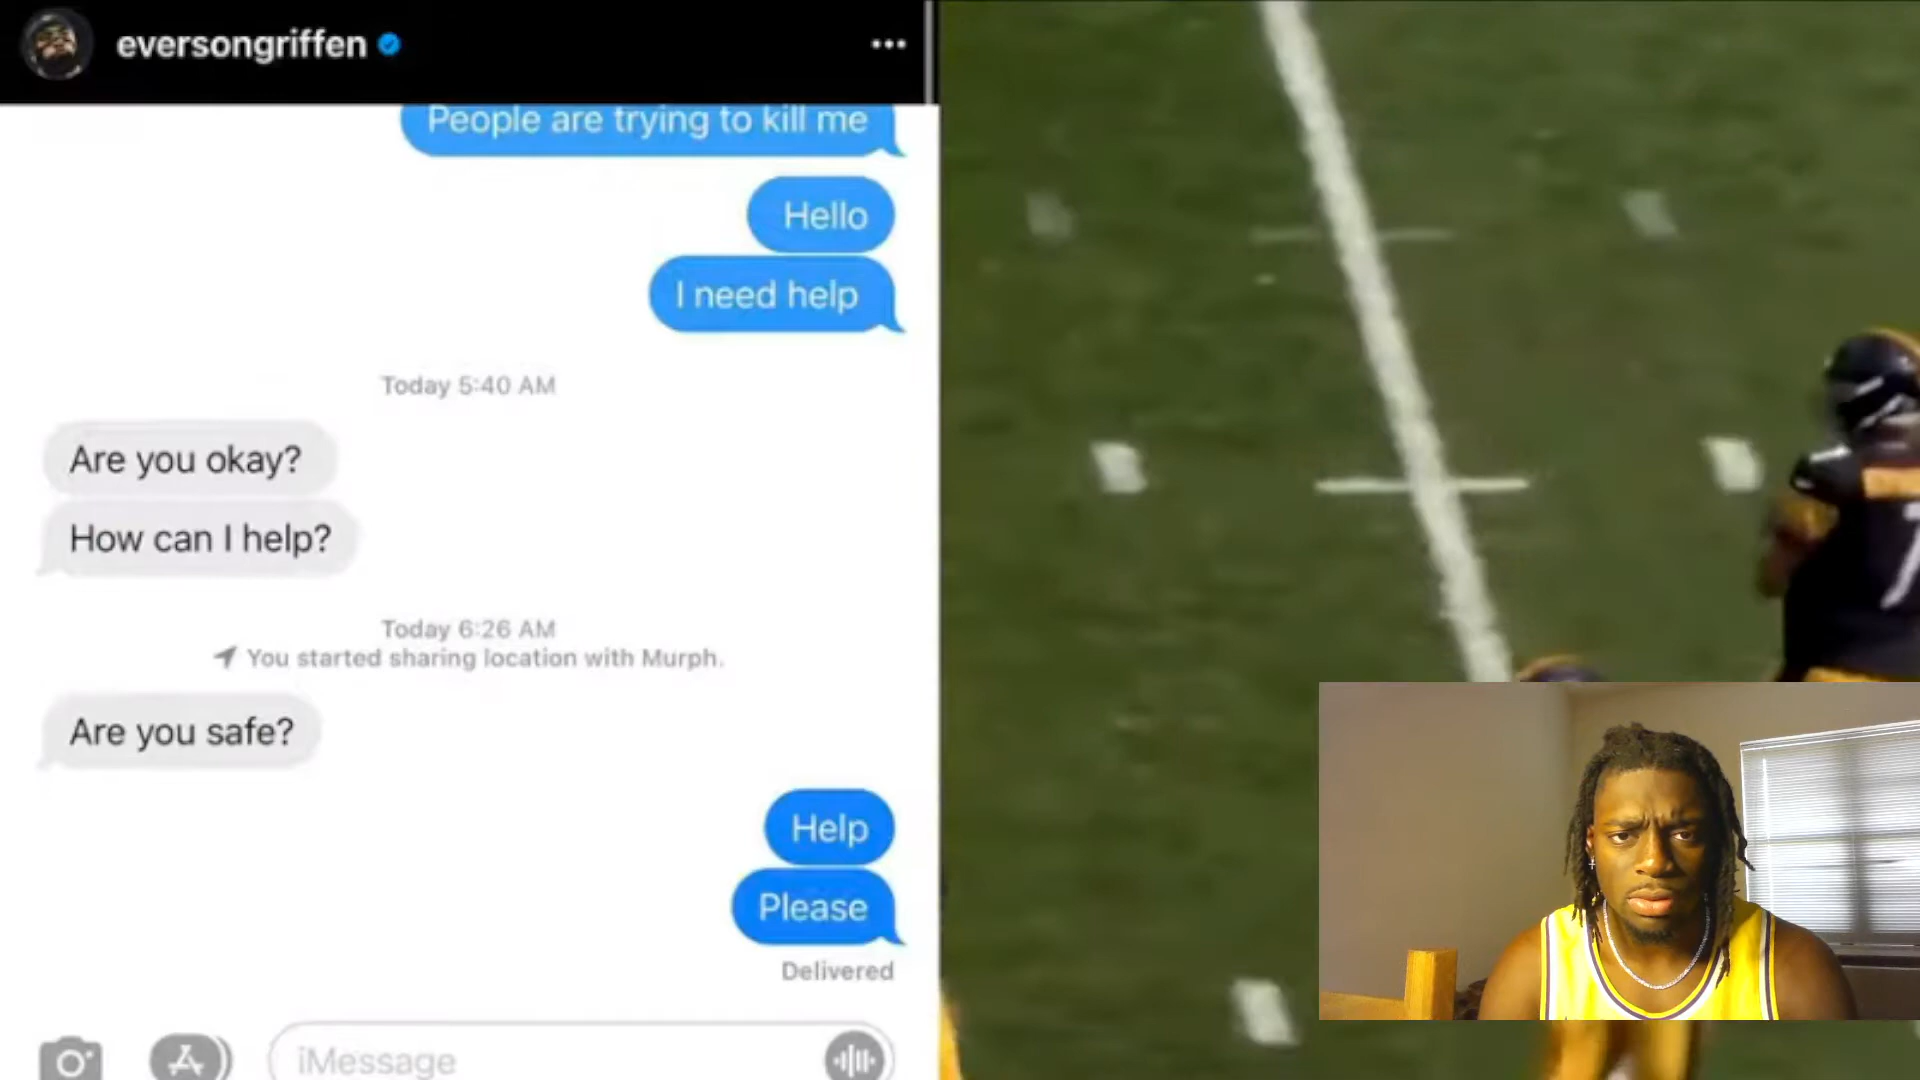 eversongriffen
People are trying to kill me
Hello
I need help
Today 5:40 AM
Are you okay?
How can I help?
Today 6:26 AM
You started sharing location with Murph.
Are you safe?
Help
Please
Delivered
iMessage
7